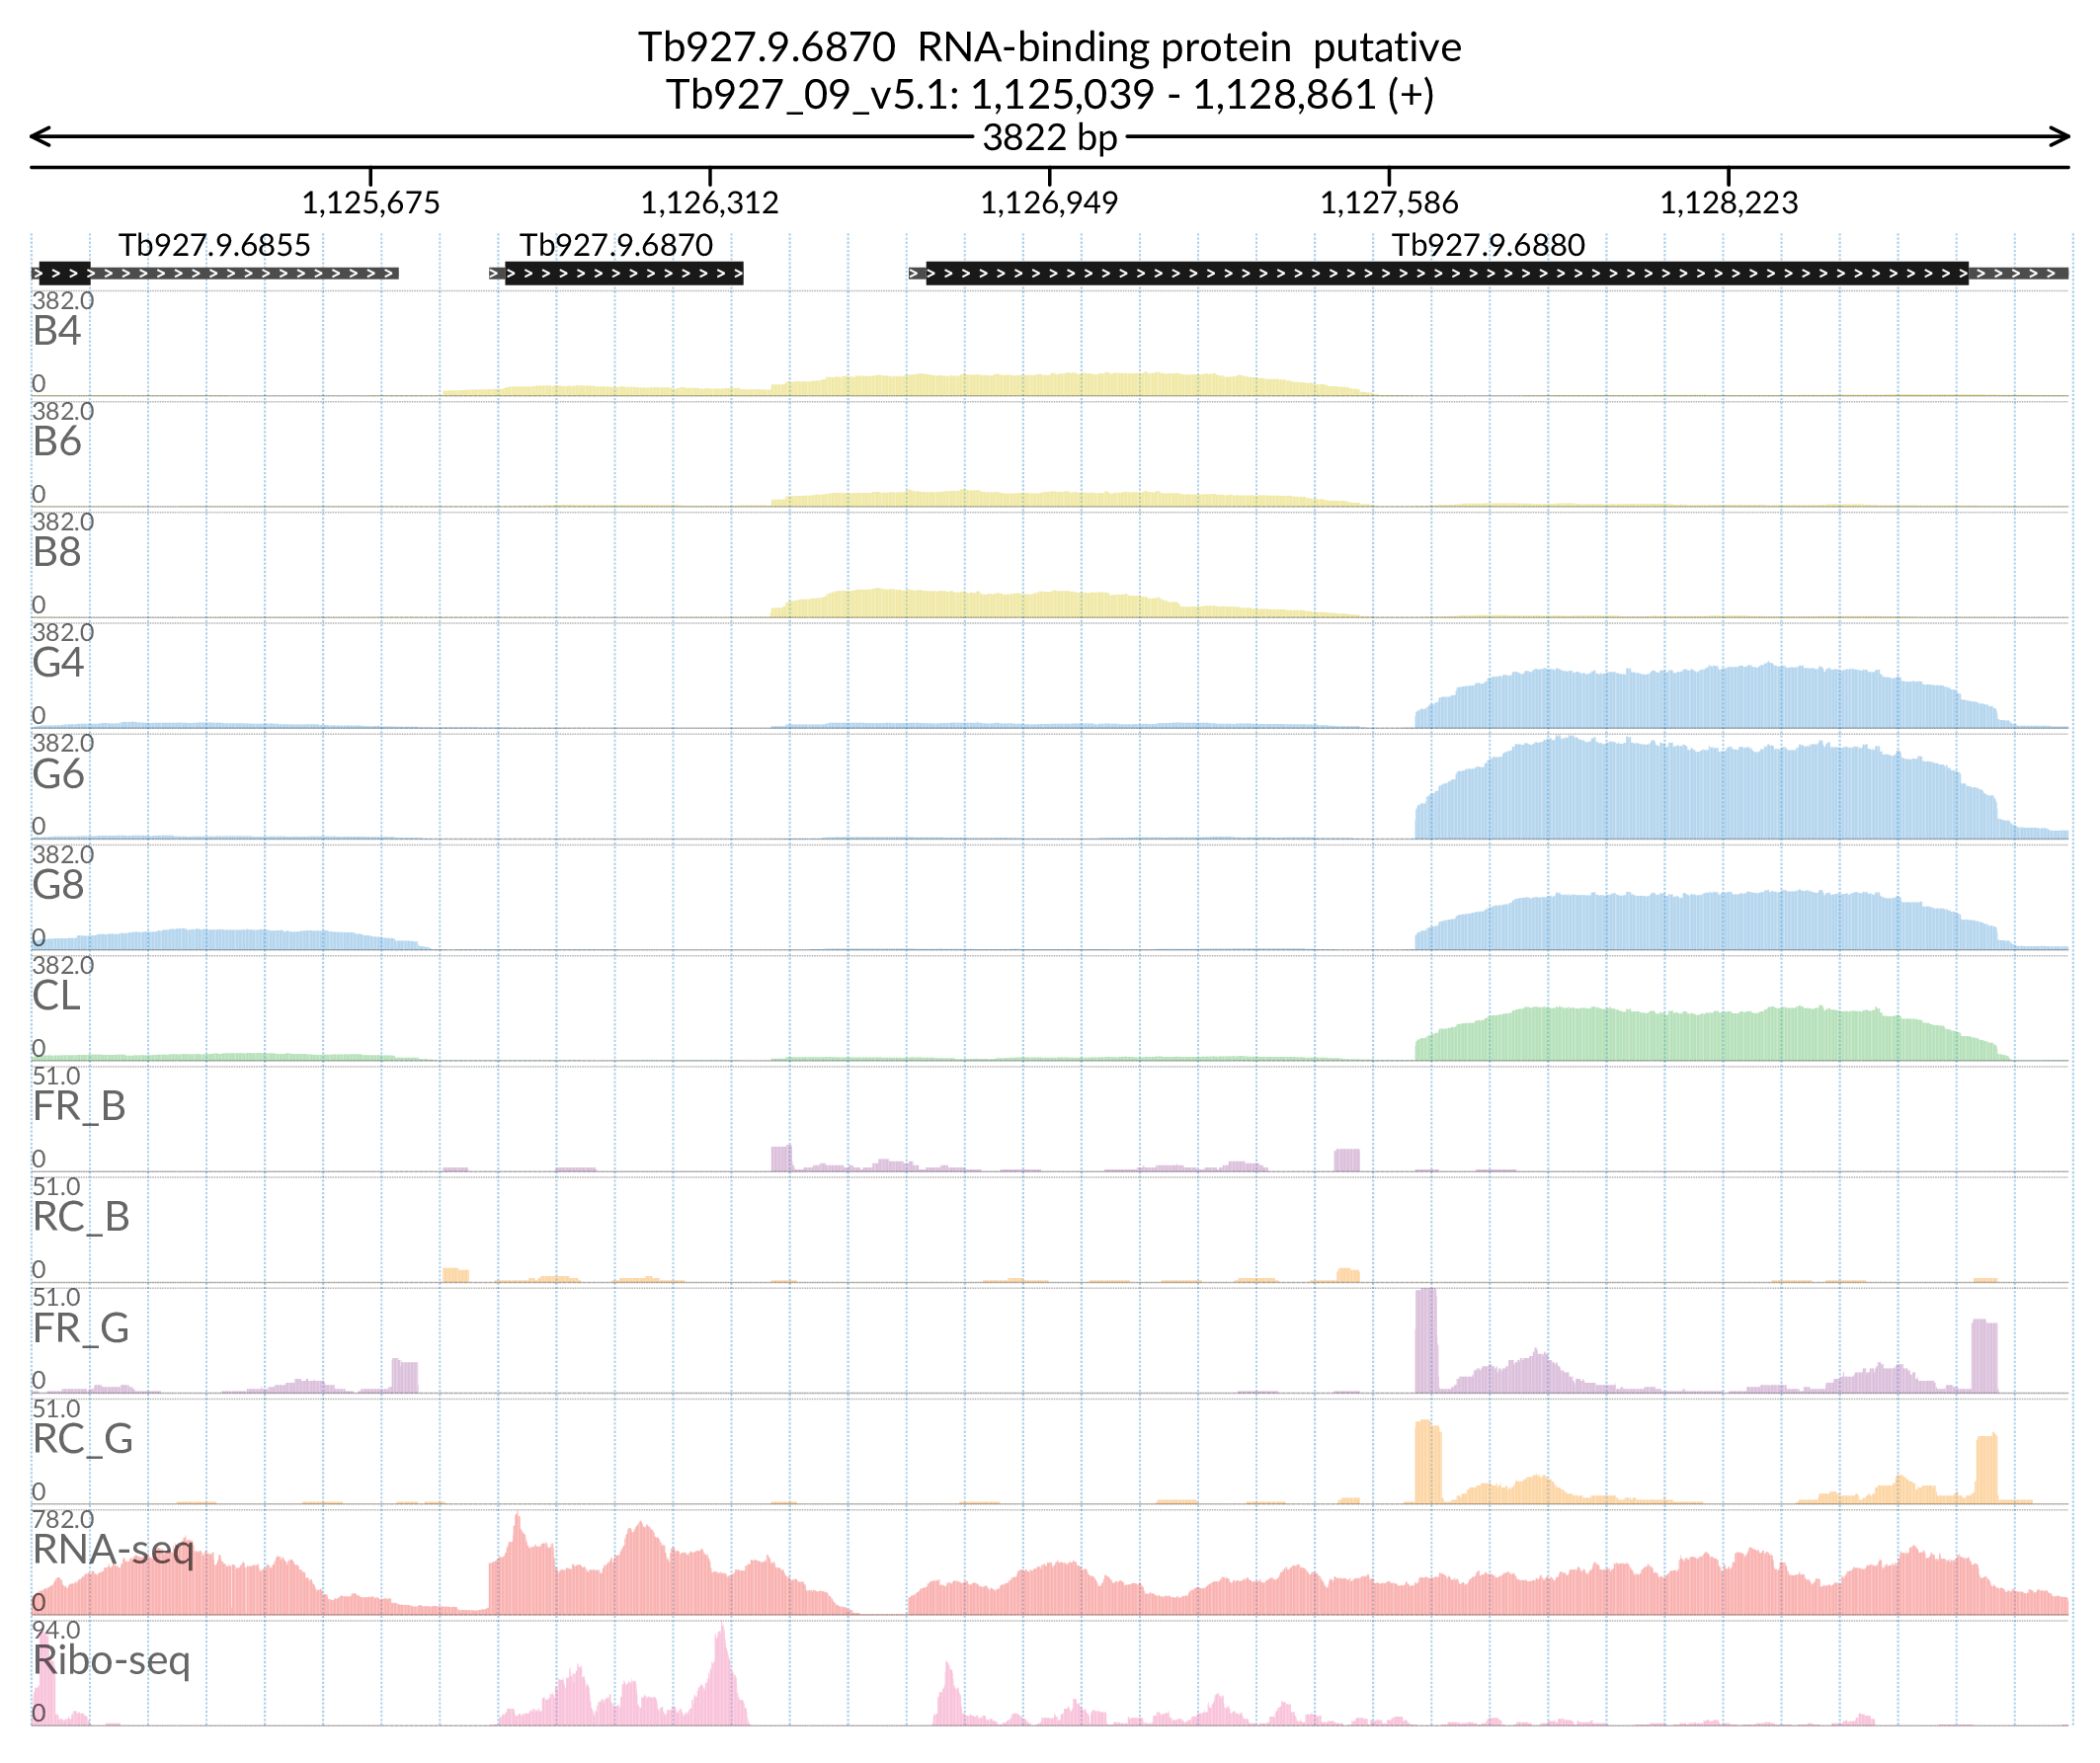 Tb927.9.6870  RNA-binding protein  putative
Tb927_09_v5.1: 1,125,039 - 1,128,861 (+)
3822 bp
1,125,675 1,126,312 1,126,949 1,127,586 1,128,223
Tb927.9.6855 Tb927.9.6870 Tb927.9.6880
382.0
B4
0
382.0
B6
0
382.0
B8
0
382.0
G4
0
382.0
G6
0
382.0
G8
0
382.0
CL
0
51.0
FR_B
0
51.0
RC_B
0
51.0
FR_G
0
51.0
RC_G
0
782.0
RNA-seq
0
94.0
Ribo-seq
0